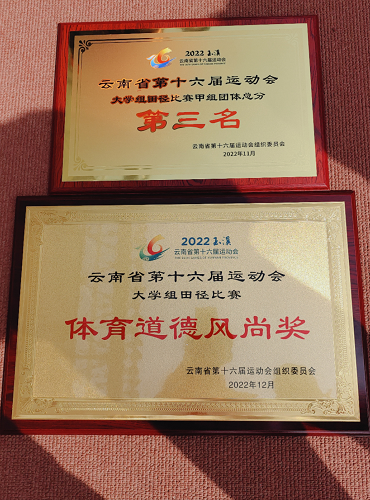 2022 玉溪
云南省第十六届运动会
云南省第十六届运动会
大学组田径比赛甲组团体总分
第三名
云南省第十六届运动会组织委员会
2022年11月
2022 玉溪
云南省第十六届运动会
THE 16TH GAMES OF YUNNAN PROVINCE
云南省第十六届运动会
大学组田径比赛
体育道德风尚奖
云南省第十六届运动会组织委员会
2022年12月